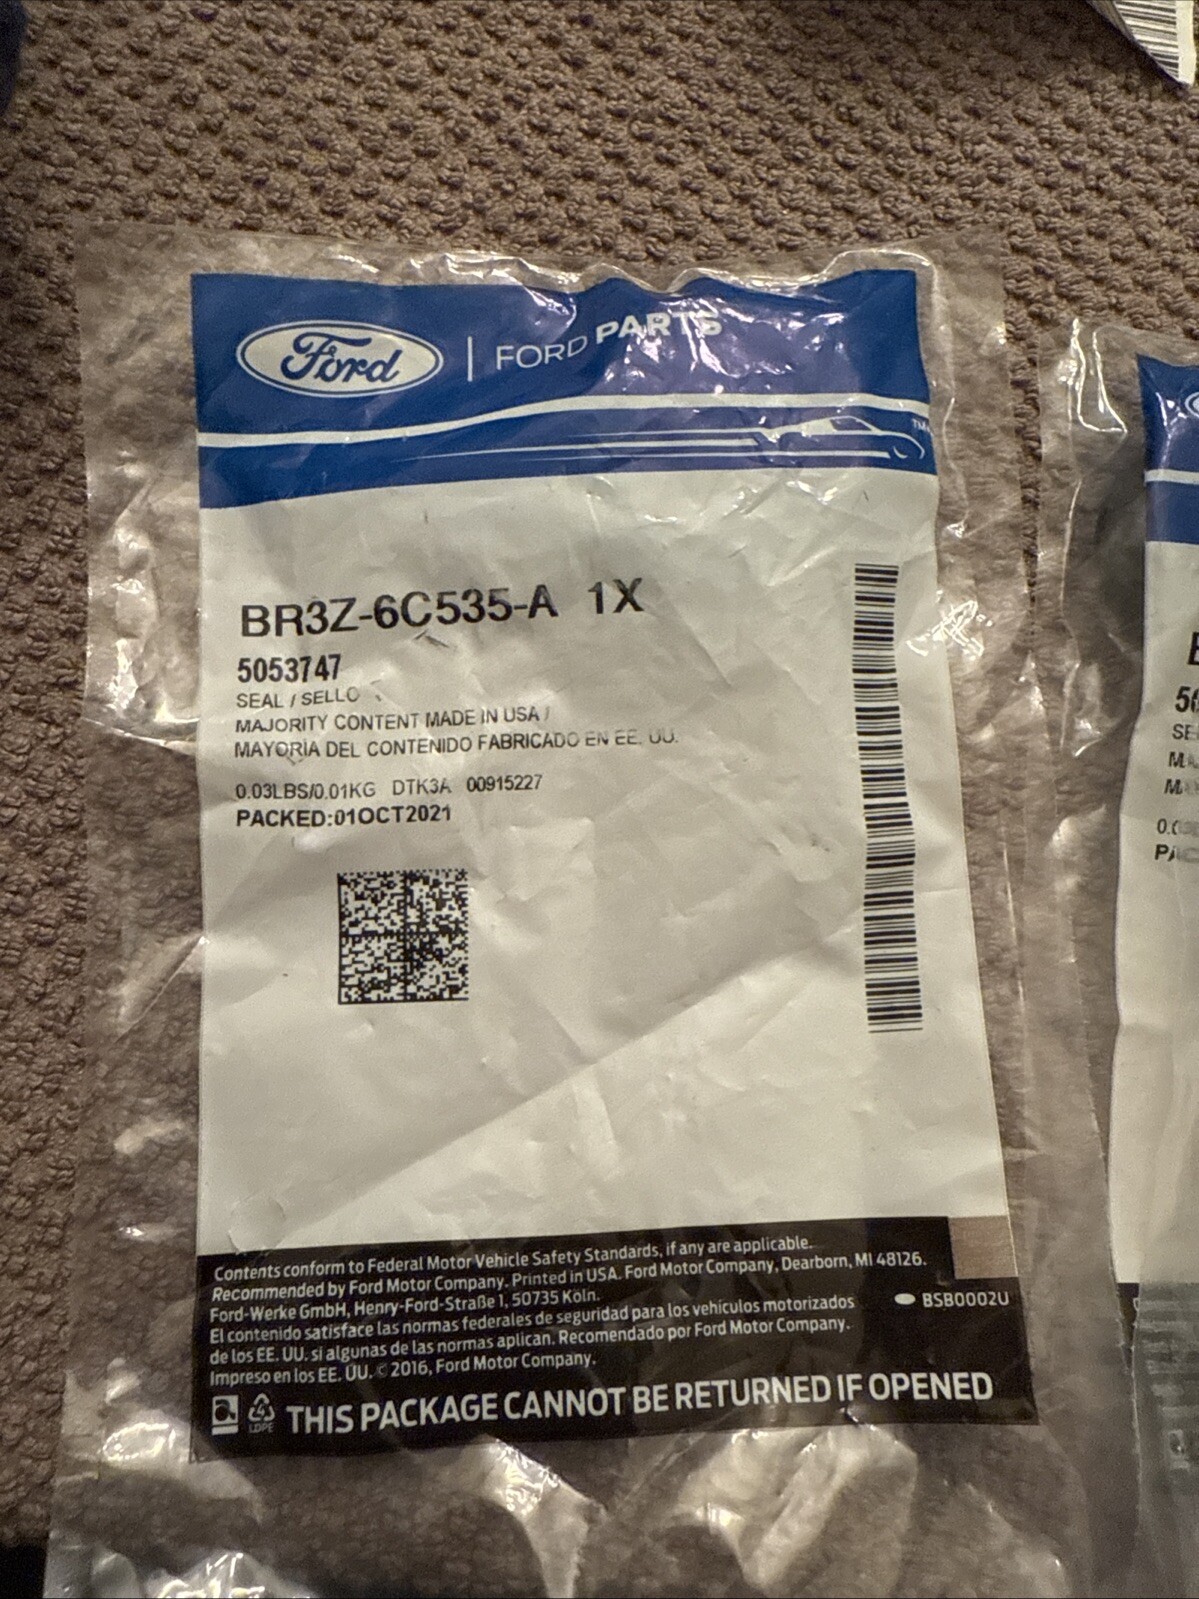 Ford | FORD PARTS
TM
BR3Z-6C535-A 1X
5053747
SEAL / SELLO
MAJORITY CONTENT MADE IN USA /
MAYORÍA DEL CONTENIDO FABRICADO EN EE. UU.
0.03LBS/0.01KG DTK3A 00915227
PACKED:01OCT2021
Contents conform to Federal Motor Vehicle Safety Standards, if any are applicable.
Recommended by Ford Motor Company. Printed in USA. Ford Motor Company, Dearborn, MI 48126.
Ford-Werke GmbH, Henry-Ford-Straße 1, 50735 Köln.
El contenido satisface las normas federales de seguridad para los vehículos motorizados
de los EE. UU. si algunas de las normas aplican. Recomendado por Ford Motor Company.
Impreso en los EE. UU. © 2016, Ford Motor Company.
BSB0002U
LDPE
THIS PACKAGE CANNOT BE RETURNED IF OPENED